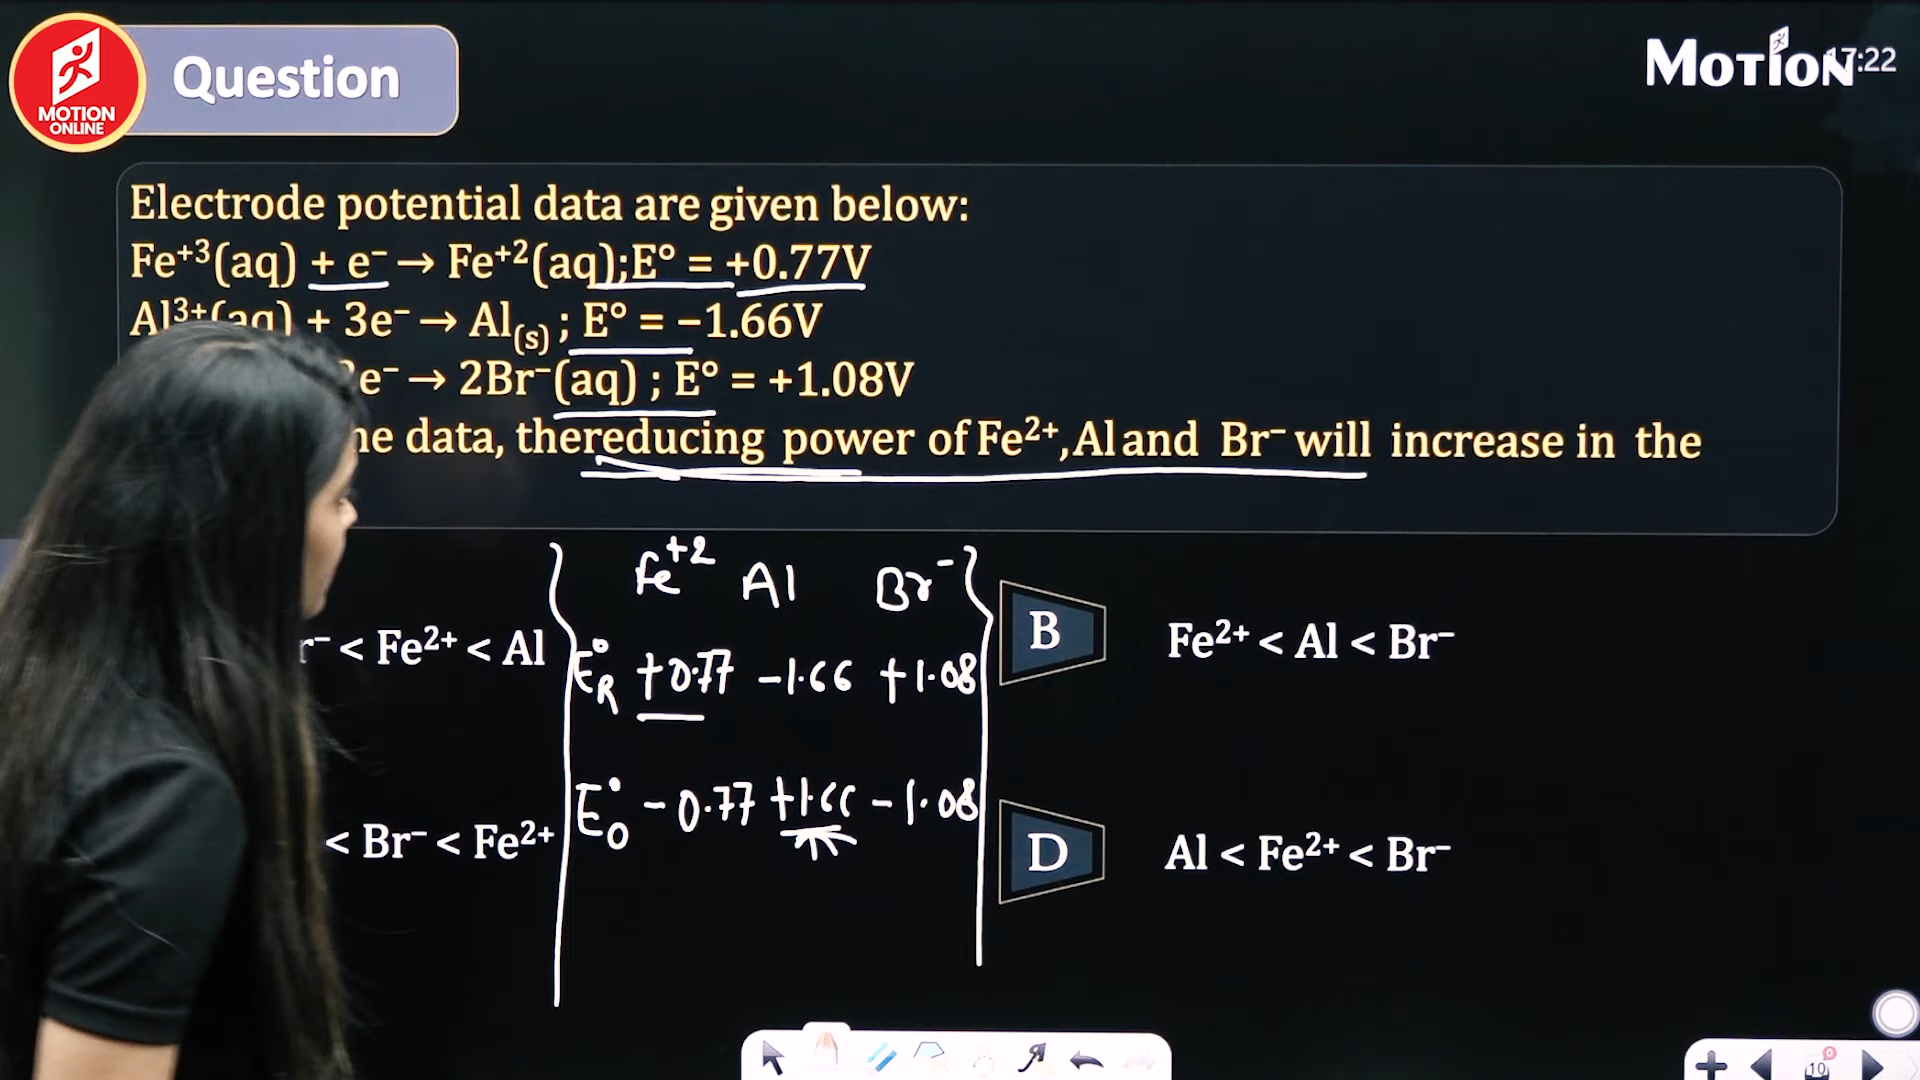 MOTION
ONLINE
Question
MOTION
17:22
Electrode potential data are given below:
Fe⁺³(aq) + e⁻ → Fe⁺²(aq);E° = +0.77V
Al³⁺(aq) + 3e⁻ → Al₍s₎ ; E° = −1.66V
e⁻ → 2Br⁻(aq) ; E° = +1.08V
data, thereducing power of Fe²⁺,Al and Br⁻ will increase in the
Fe⁺² Al Br⁻
E°R +0.77 −1.66 +1.08
E°O −0.77 +1.66 −1.08
< Fe²⁺ < Al
B
Fe²⁺ < Al < Br⁻
< Br⁻ < Fe²⁺
D
Al < Fe²⁺ < Br⁻
10